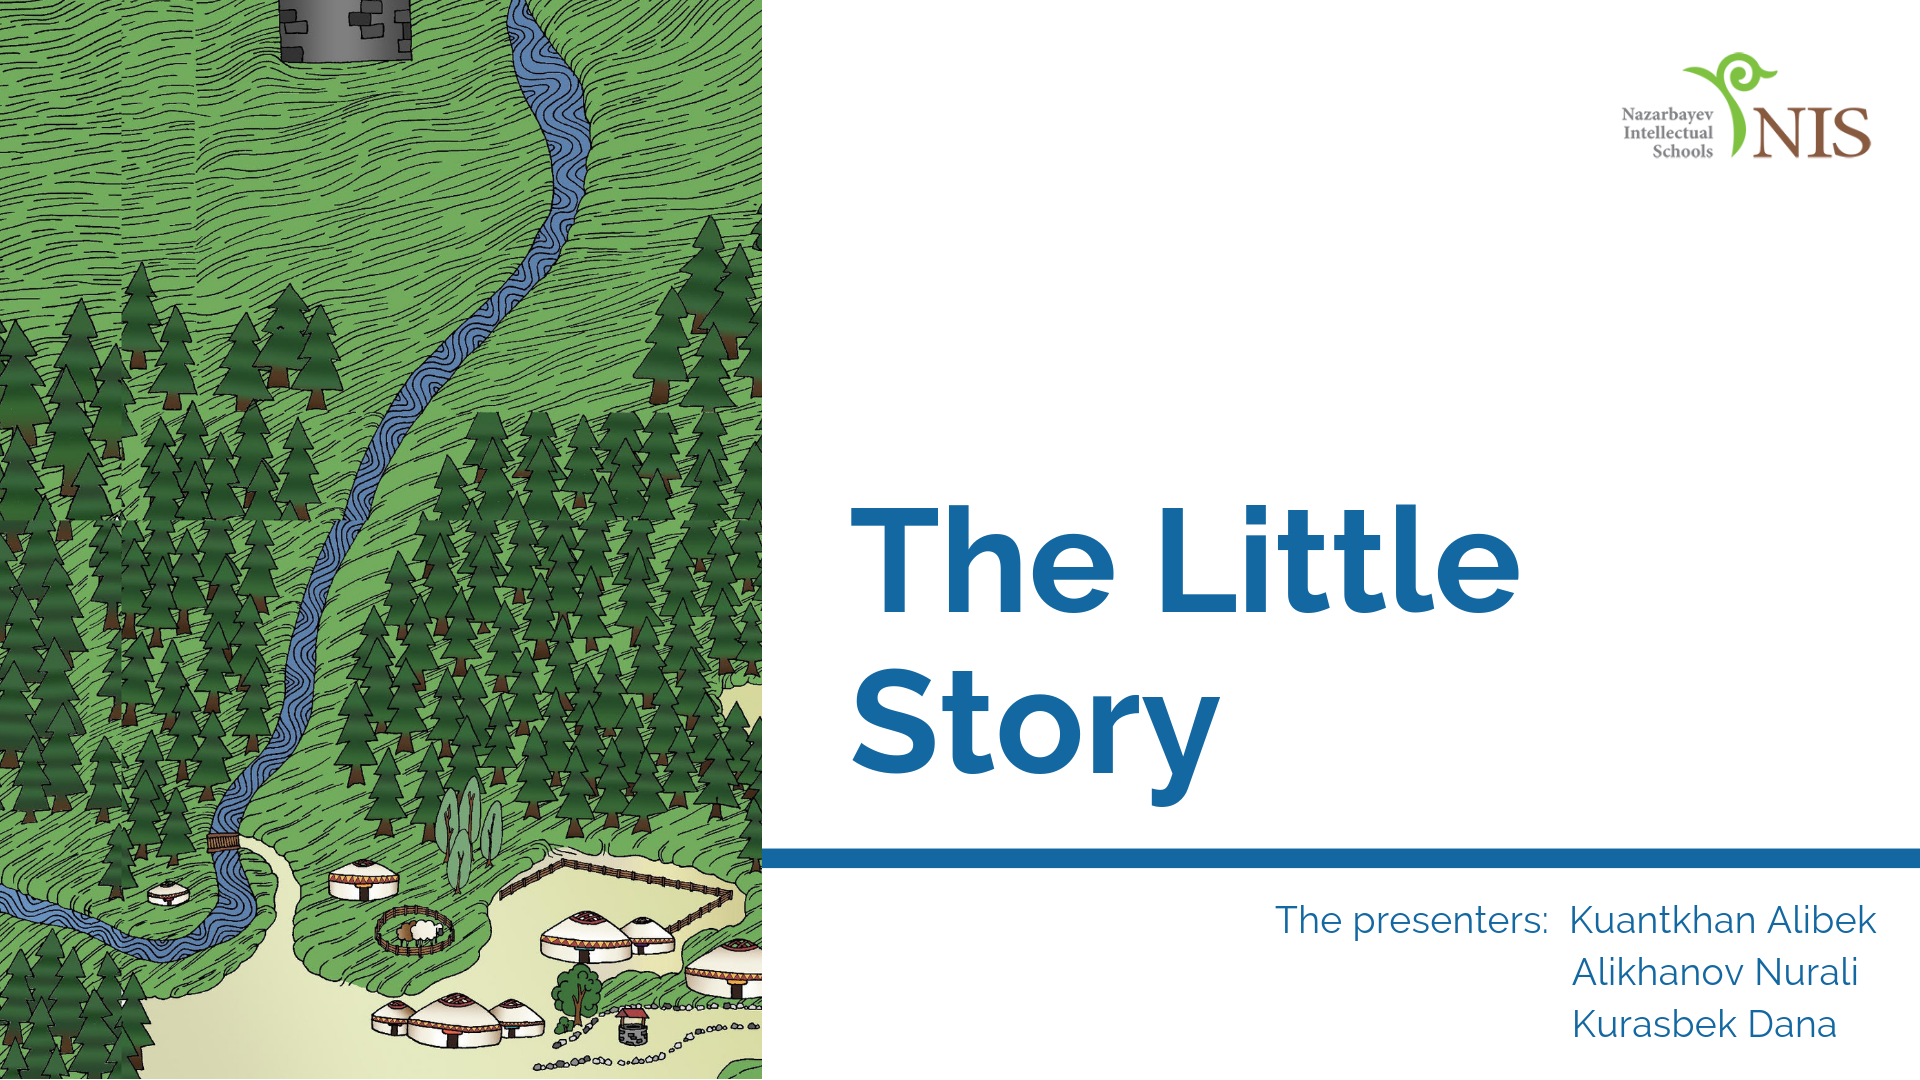 Nazarbayev
Intellectual
Schools
NIS
The Little
Story
The presenters: Kuantkhan Alibek
Alikhanov Nurali
Kurasbek Dana